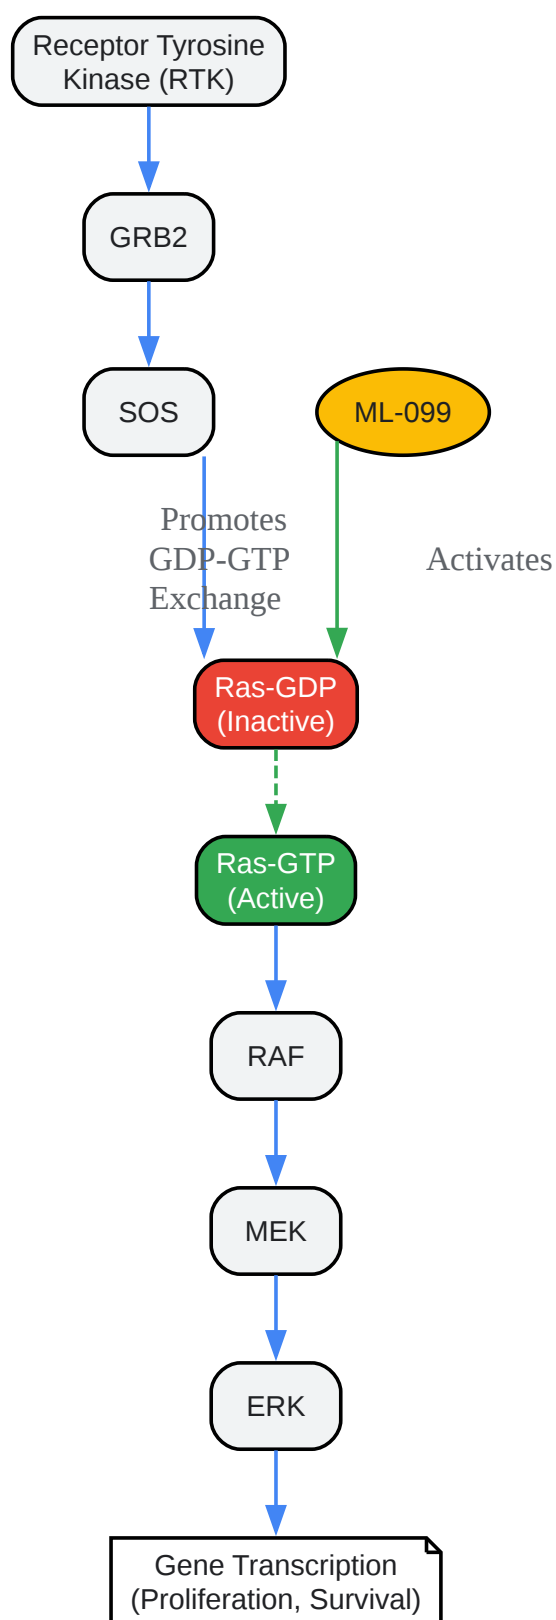 Receptor Tyrosine
Kinase (RTK)
GRB2
SOS
ML-099
Promotes
GDP-GTP
Exchange
Activates
Ras-GDP
(Inactive)
Ras-GTP
(Active)
RAF
MEK
ERK
Gene Transcription
(Proliferation, Survival)